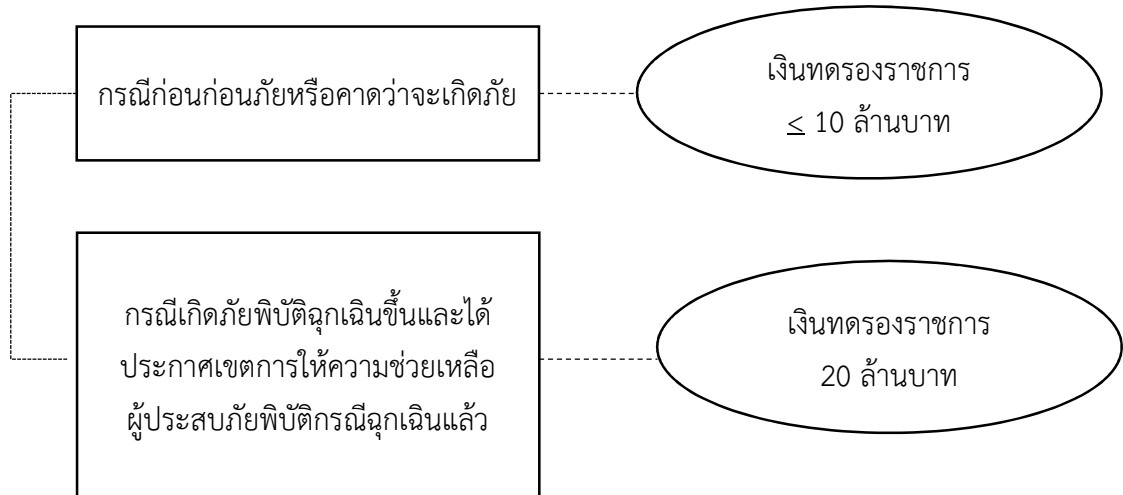 กรณีก่อนก่อนภัยหรือคาดว่าจะเกิดภัย
เงินทดรองราชการ
≤ 10 ล้านบาท
กรณีเกิดภัยพิบัติฉุกเฉินขึ้นและได้
ประกาศเขตการให้ความช่วยเหลือ
ผู้ประสบภัยพิบัติกรณีฉุกเฉินแล้ว
เงินทดรองราชการ
20 ล้านบาท